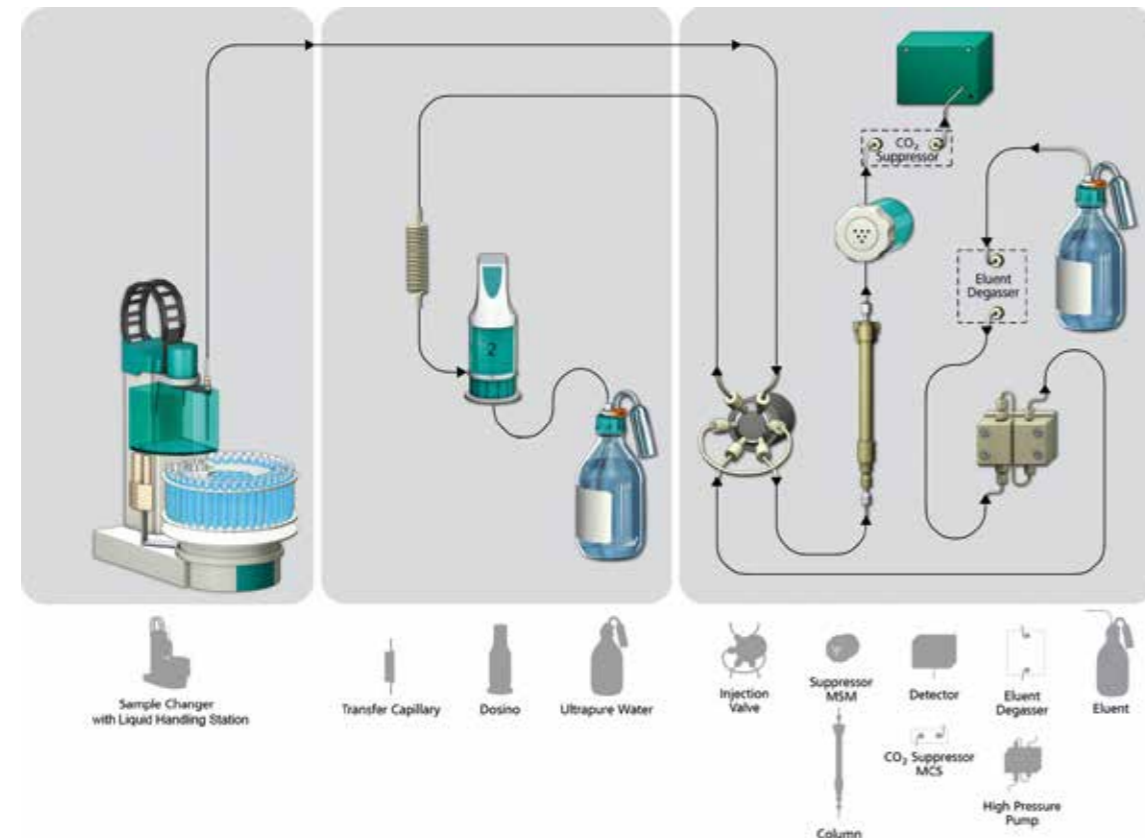 CO₂
Suppressor
Eluent
Degasser
2
Sample Changer
with Liquid Handling Station
Transfer Capillary
Dosino
Ultrapure Water
Injection
Valve
Suppressor
MSM
Detector
Eluent
Degasser
Eluent
CO₂ Suppressor
MCS
High Pressure
Pump
Column